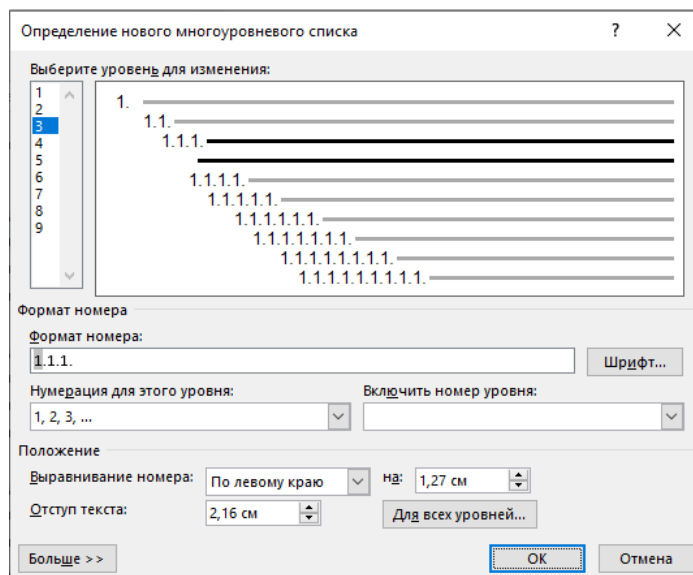 Определение нового многоуровневого списка ? ×
Выберите уровень для изменения:
1
2
3
4
5
6
7
8
9
1.
1.1.
1.1.1.
1.1.1.1.
1.1.1.1.1.
1.1.1.1.1.1.
1.1.1.1.1.1.1.
1.1.1.1.1.1.1.1.
1.1.1.1.1.1.1.1.1.
Формат номера
Формат номера:
1.1.1.
Шрифт...
Нумерация для этого уровня: Включить номер уровня:
1, 2, 3, ...
Положение
Выравнивание номера: По левому краю на: 1,27 см
Отступ текста: 2,16 см Для всех уровней...
Больше >> ОК Отмена